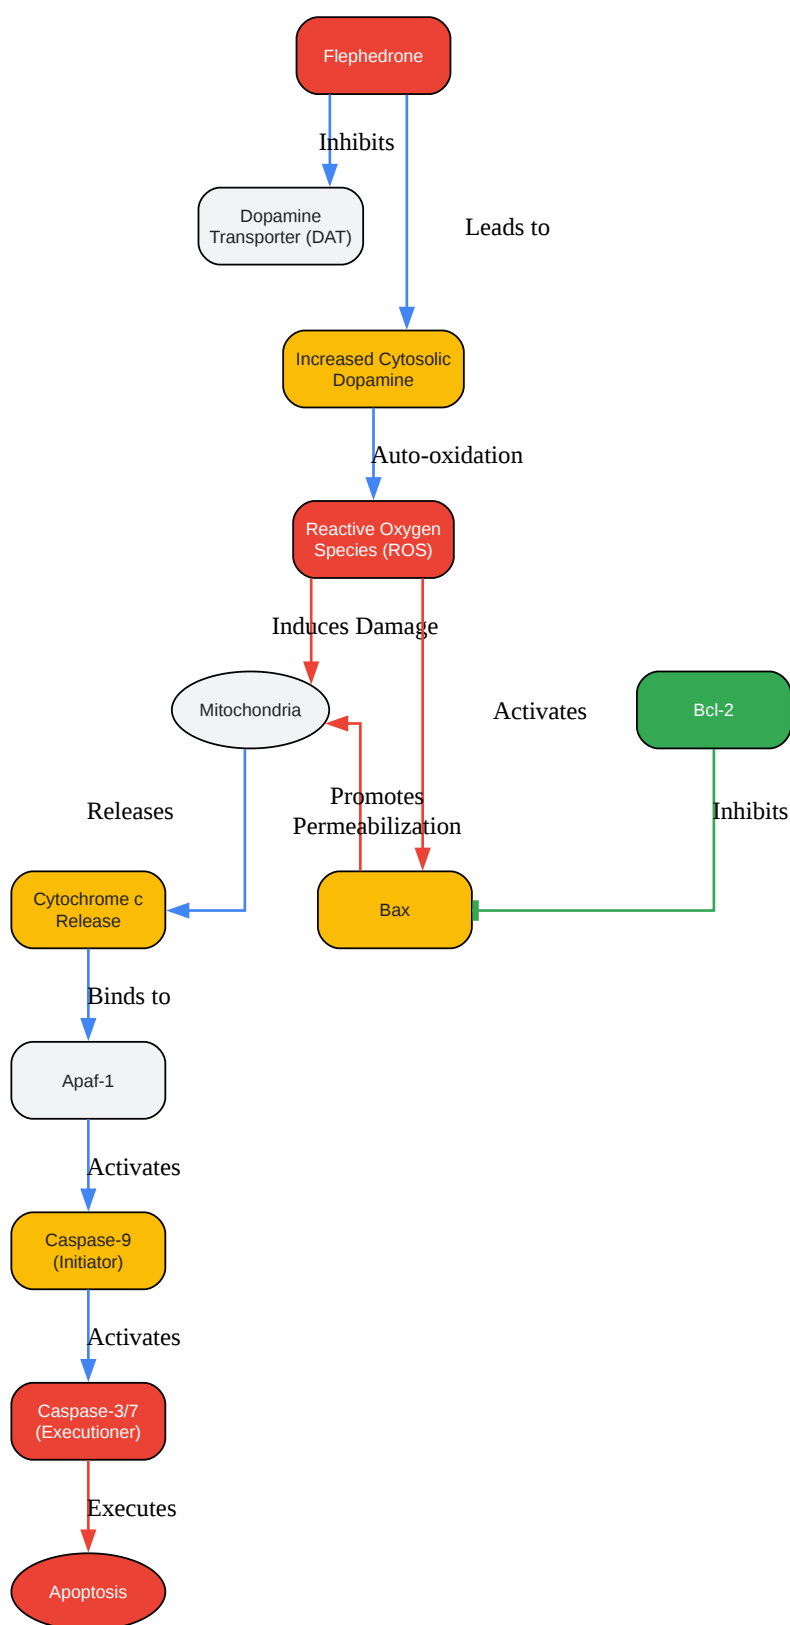 Flephedrone
Inhibits
Dopamine
Transporter (DAT)
Leads to
Increased Cytosolic
Dopamine
Auto-oxidation
Reactive Oxygen
Species (ROS)
Induces Damage
Mitochondria
Activates
Bcl-2
Releases
Promotes
Permeabilization
Inhibits
Cytochrome c
Release
Bax
Binds to
Apaf-1
Activates
Caspase-9
(Initiator)
Activates
Caspase-3/7
(Executioner)
Executes
Apoptosis